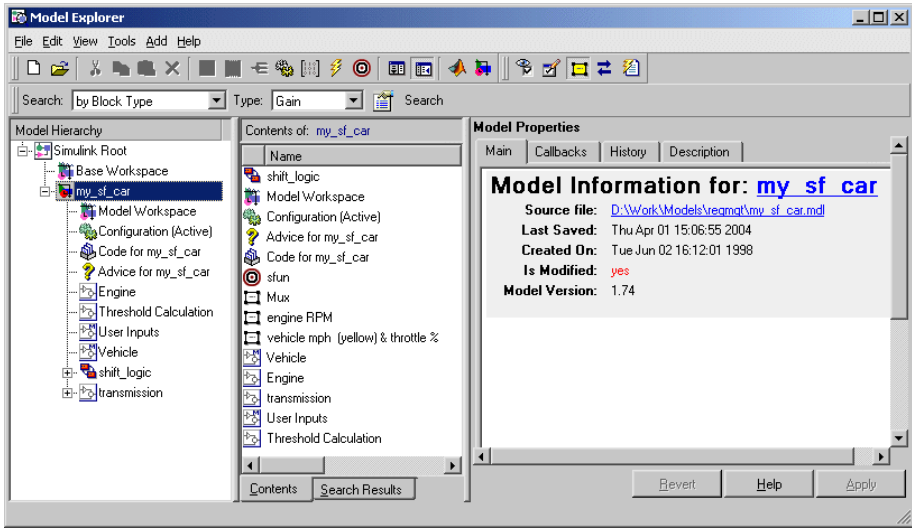 Model Explorer
File Edit View Tools Add Help
Search: by Block Type Type: Gain Search
Model Hierarchy
Simulink Root
Base Workspace
my_sf_car
Model Workspace
Configuration (Active)
Code for my_sf_car
Advice for my_sf_car
Engine
Threshold Calculation
User Inputs
Vehicle
shift_logic
transmission
Contents of: my_sf_car
Name
shift_logic
Model Workspace
Configuration (Active)
Advice for my_sf_car
Code for my_sf_car
sfun
Mux
engine RPM
vehicle mph (yellow) & throttle %
Vehicle
Engine
transmission
User Inputs
Threshold Calculation
Contents Search Results
Model Properties
Main Callbacks History Description
Model Information for: my_sf_car
Source file: D:\Work\Models\reqmgt\my_sf_car.mdl
Last Saved: Thu Apr 01 15:06:55 2004
Created On: Tue Jun 02 16:12:01 1998
Is Modified: yes
Model Version: 1.74
Revert Help Apply